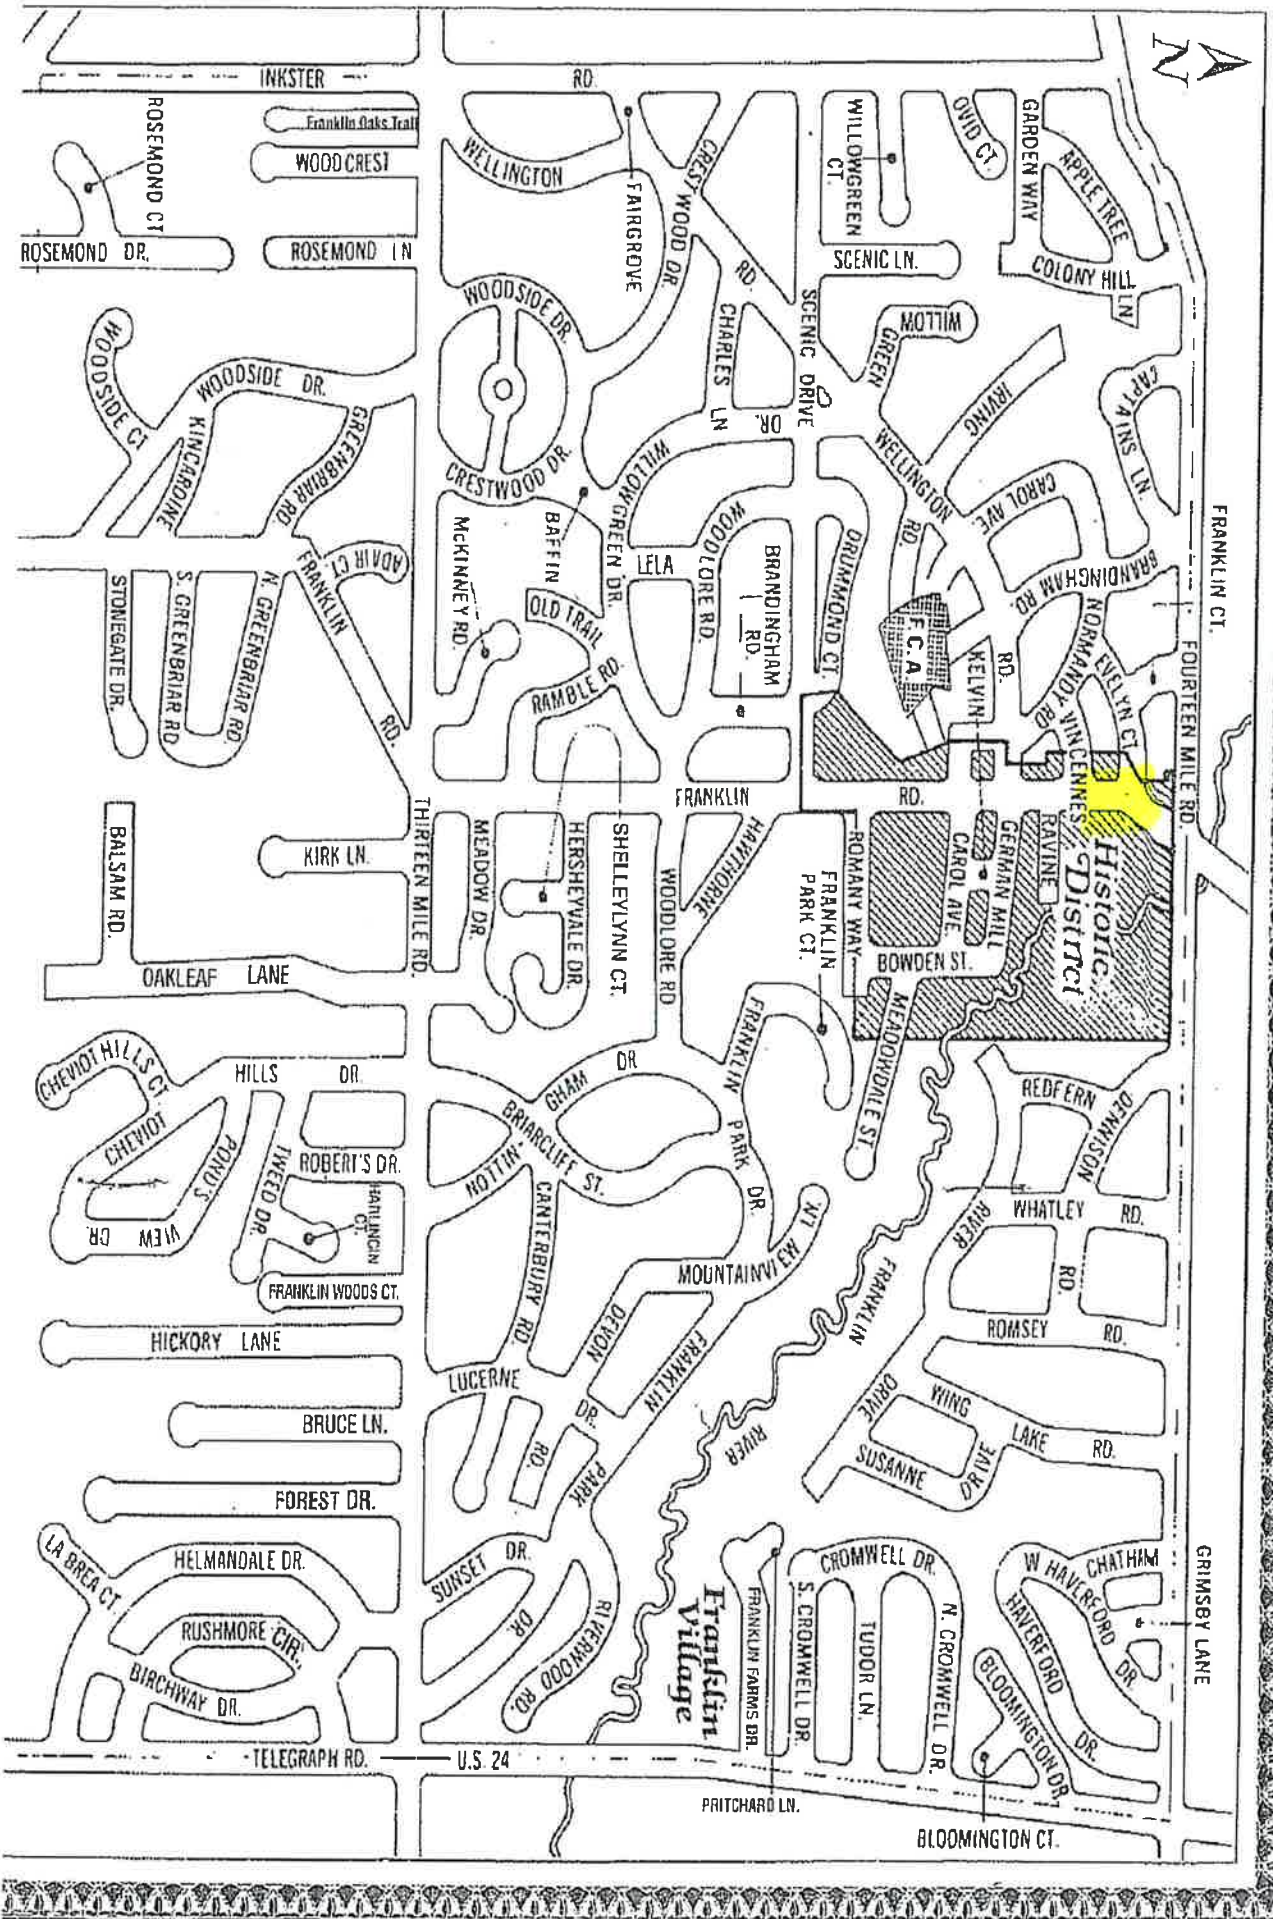 N
INKSTER RD.
ROSEMOND CT
Franklin Oaks Trail
WOODCREST
ROSEMOND DR.
ROSEMOND LN
WELLINGTON
FAIRGROVE
CRESTWOOD DR
RD.
WILLOWGREEN CT.
OVID CT.
GARDEN WAY
APPLE TREE
COLONY HILL LN
SCENIC LN.
WOODSIDE DR.
CHARLES LN
SCENIC DRIVE
WILLOW GREEN
DR.
IRVING
CAPTAINS LN
FRANKLIN CT.
WOODSIDE CT
WOODSIDE DR.
KINCARDINE
GREENBRIAR RD.
CRESTWOOD DR.
WILLOWGREEN DR.
WELLINGTON RD.
CAROL AVE.
BRANDINGHAM RD.
McKINNEY RD.
BAFFIN
OLD TRAIL
LELA
WOODLORE RD.
BRANDINGHAM RD.
DRUMMOND CT.
F.C.A
KELVIN
RD.
NORMANDY RD
EVELYN CT.
VINCENNES
FOURTEEN MILE RD.
STONEGATE DR.
S. GREENBRIAR RD
N. GREENBRIAR RD.
ADAIR CT.
FRANKLIN RD.
RAMBLE RD.
FRANKLIN RD.
BALSAM RD.
KIRK LN.
THIRTEEN MILE RD.
MEADOW DR.
HERSHEYVALE DR.
SHELLEYLYNN CT.
WOODLORE RD
HAWTHORNE
FRANKLIN PARK CT.
ROMANY WAY
CAROL AVE.
GERMAN MILL
RAVINE
Historic District
BOWDEN ST.
MEADOWDALE ST.
OAKLEAF LANE
CHEVIOT HILLS CT
HILLS DR.
CHEVIOT
POND'S
VIEW DR
TWEED DR.
ROBERT'S DR.
HARLINGIN CT.
NOTTIN'
GHAM DR
BRIARCLIFF ST.
CANTERBURY RD.
FRANKLIN PARK DR.
REDFERN
DENNISON
WHATLEY RD.
RD.
RIVER
ROMSEY RD.
FRANKLIN WOODS CT.
HICKORY LANE
MOUNTAINVIEW LN.
DEVON
FRANKLIN
FRANKLIN RIVER
LUCERNE
DR.
RD.
PARK
DRIVE
WING LAKE RD.
SUSANNE DRIVE
BRUCE LN.
FOREST DR.
LA BREA CT.
HELMANDALE DR.
RUSHMORE CIR.
BIRCHWAY DR.
SUNSET DR.
DR.
RIVERWOOD RD.
Franklin Village
FRANKLIN FARMS DR.
S. CROMWELL DR.
CROMWELL DR.
TUDOR LN.
N. CROMWELL DR.
W HAVERFORD DR.
HAVERFORD DR.
CHATHAM
GRIMSBY LANE
BLOOMINGTON DR.
TELEGRAPH RD.
U.S. 24
PRITCHARD LN.
BLOOMINGTON CT.